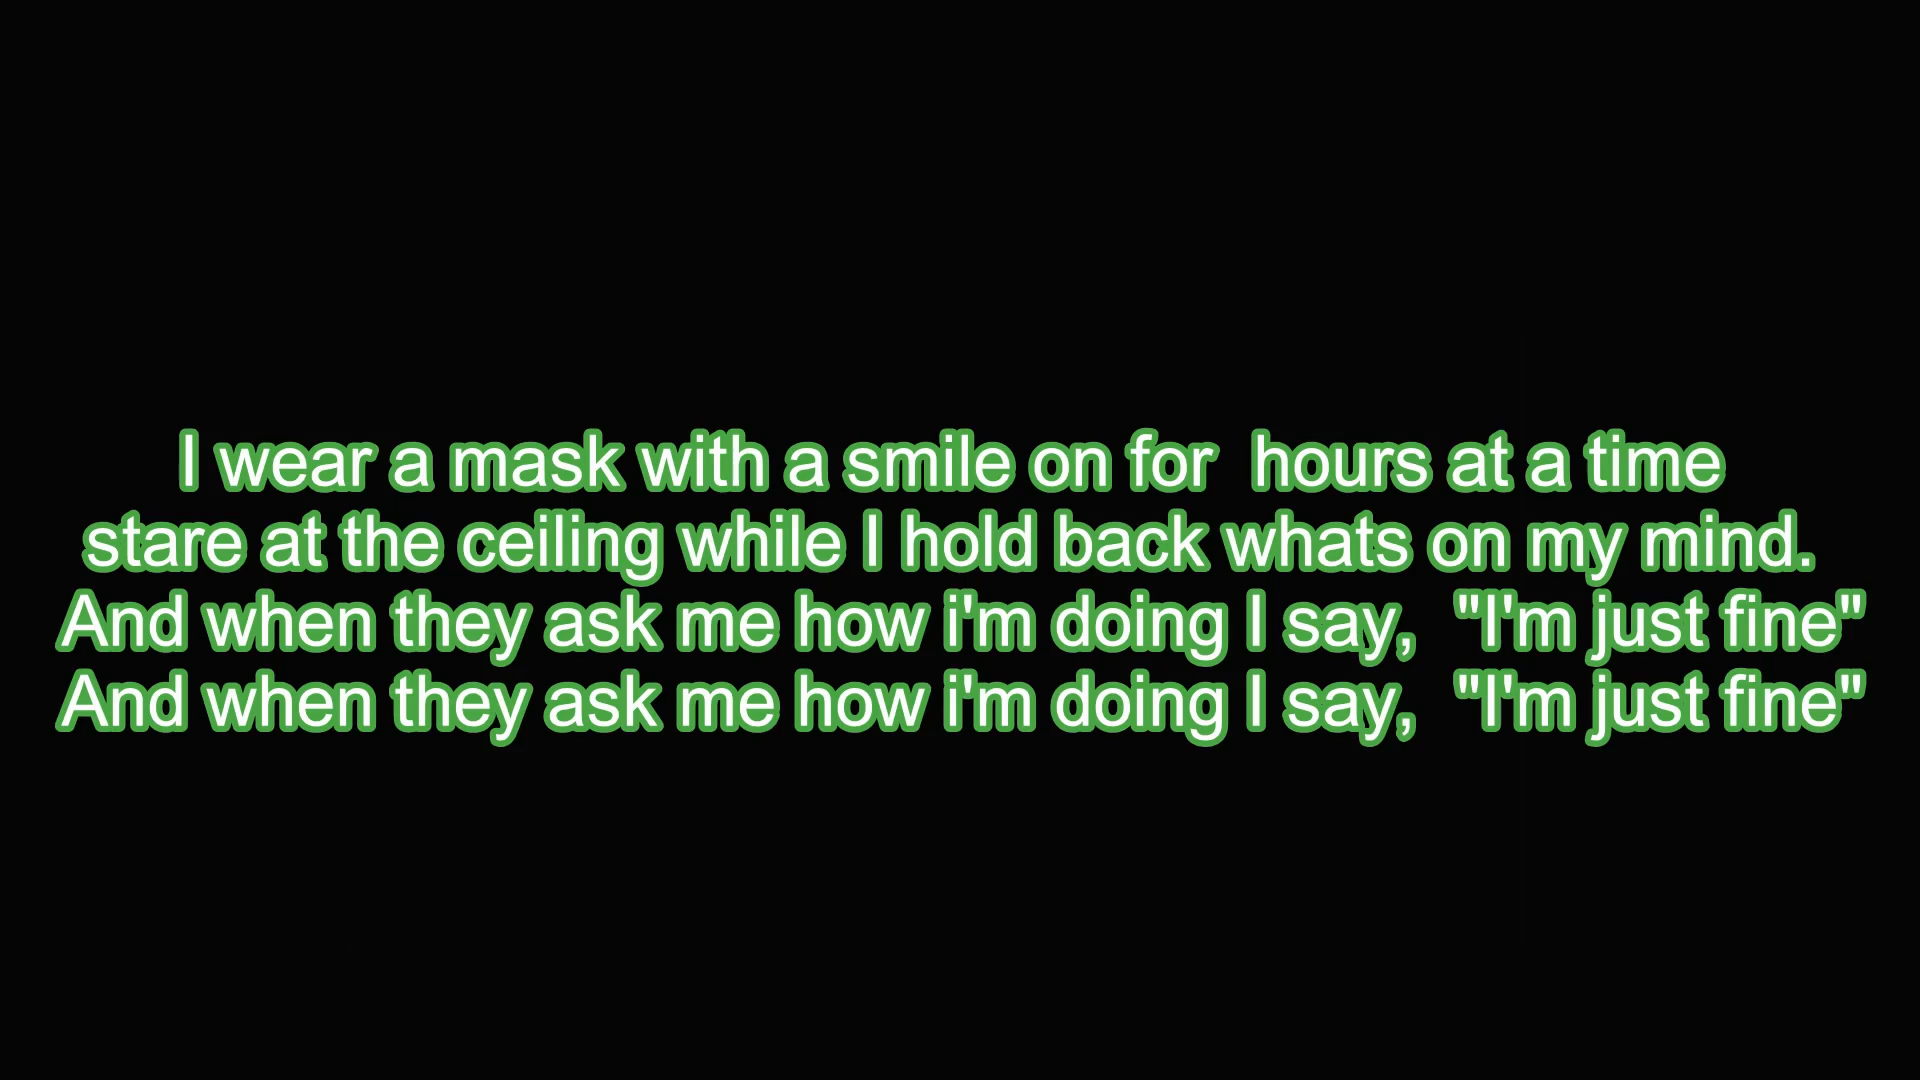 I wear a mask with a smile on for  hours at a time
stare at the ceiling while I hold back whats on my mind.
And when they ask me how i'm doing I say,  "I'm just fine"
And when they ask me how i'm doing I say,  "I'm just fine"